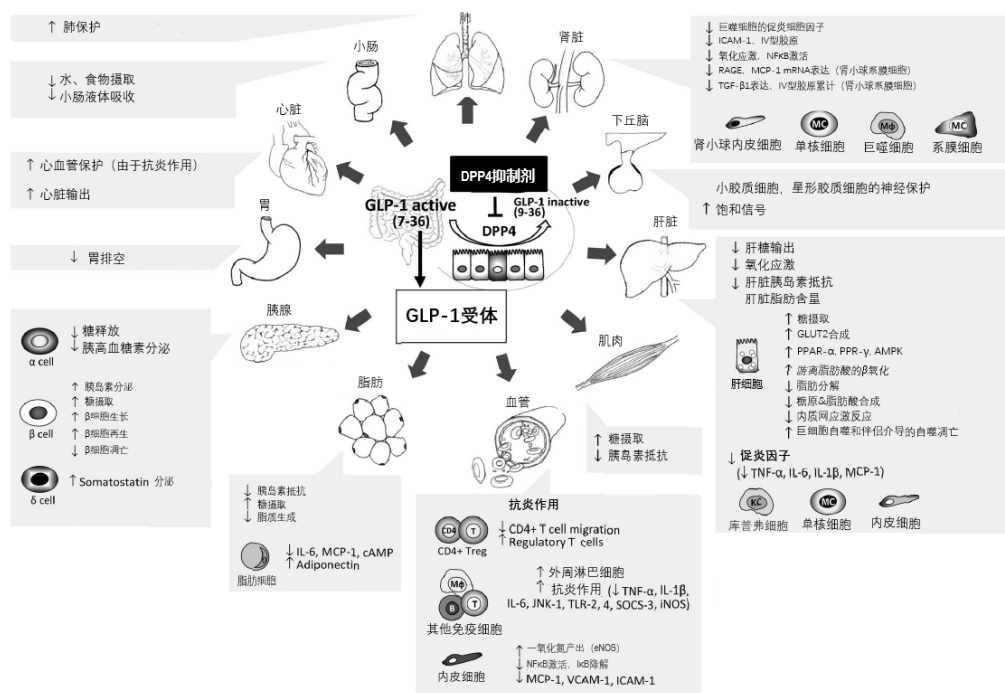 ↑ 肺保护
↓ 水、食物摄取
↓ 小肠液体吸收
↑ 心血管保护（由于抗炎作用）
↑ 心脏输出
↓ 胃排空
α cell
↓ 糖释放
↓ 胰高血糖素分泌
β cell
↑ 胰岛素分泌
↑ 糖摄取
↑ β细胞生长
↑ β细胞再生
↓ β细胞凋亡
δ cell
↑ Somatostatin 分泌
肺
小肠
肾脏
心脏
下丘脑
胃
肝脏
胰腺
肌肉
脂肪
血管
DPP4抑制剂
GLP-1 active
(7-36)
GLP-1 inactive
(9-36)
DPP4
GLP-1受体
↓ 巨噬细胞的促炎细胞因子
↓ ICAM-1，IV型胶原
↓ 氧化应激，NFκB激活
↓ RAGE，MCP-1 mRNA表达（肾小球系膜细胞）
↓ TGF-β1表达，IV型胶原累计（肾小球系膜细胞）
MC
Mϕ
MC
肾小球内皮细胞 单核细胞 巨噬细胞 系膜细胞
小胶质细胞，星形胶质细胞的神经保护
↑ 饱和信号
↓ 肝糖输出
↓ 氧化应激
↓ 肝脏胰岛素抵抗
肝脏脂肪含量
肝细胞
↑ 糖摄取
↑ GLUT2合成
↑ PPAR-α, PPR-γ, AMPK
↑ 游离脂肪酸的β氧化
↓ 脂肪分解
↓ 糖原&脂肪酸合成
↓ 内质网应激反应
↑ 巨细胞自噬和伴侣介导的自噬凋亡
↓ 促炎因子
(↓ TNF-α, IL-6, IL-1β, MCP-1)
KC
MC
库普弗细胞 单核细胞 内皮细胞
↑ 糖摄取
↓ 胰岛素抵抗
↓ 胰岛素抵抗
↑ 糖摄取
↓ 脂质生成
脂肪细胞
↓ IL-6, MCP-1, cAMP
↑ Adiponectin
抗炎作用
CD4 T
CD4+ Treg
↓ CD4+ T cell migration
↑ Regulatory T cells
Mϕ
B T
其他免疫细胞
↑ 外周淋巴细胞
↑ 抗炎作用 (↓ TNF-α, IL-1β,
IL-6, JNK-1, TLR-2, 4, SOCS-3, iNOS)
内皮细胞
↑ 一氧化氮产出（eNOS）
↓ NFκB激活，IκB降解
↓ MCP-1, VCAM-1, ICAM-1